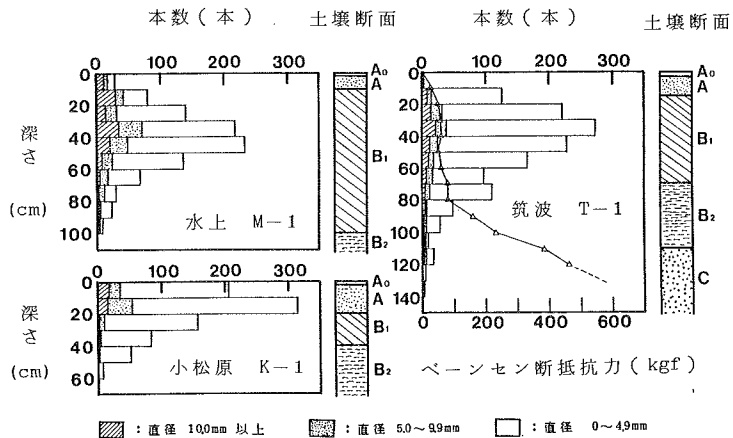 本数(本) 土壌断面 本数(本) 土壌断面
0 100 200 300
0
20
40
60
80
100
深さ
(cm)
A₀
A
B₁
B₂
水上 M-1
0 100 200 300
0
20
40
60
80
100
120
140
A₀
A
B₁
B₂
C
筑波 T-1
0 200 400 600
ベーンセン断抵抗力(kgf)
0 100 200 300
0
20
40
60
深さ
(cm)
A₀
A
B₁
B₂
小松原 K-1
:直径 10.0mm 以上 :直径 5.0〜9.9mm :直径 0〜4.9mm